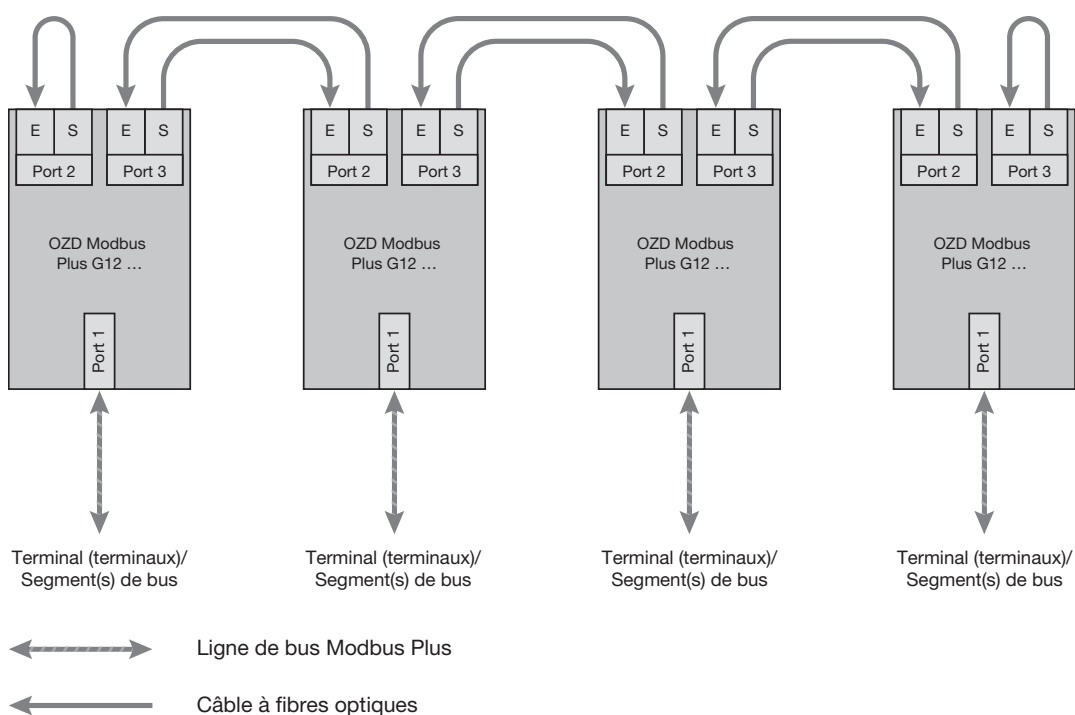 E S E S E S E S E S E S E S E S
Port 2 Port 3 Port 2 Port 3 Port 2 Port 3 Port 2 Port 3
OZD Modbus OZD Modbus OZD Modbus OZD Modbus
Plus G12 … Plus G12 … Plus G12 … Plus G12 …
Port 1 Port 1 Port 1 Port 1
Terminal (terminaux)/ Terminal (terminaux)/ Terminal (terminaux)/ Terminal (terminaux)/
Segment(s) de bus Segment(s) de bus Segment(s) de bus Segment(s) de bus
Ligne de bus Modbus Plus
Câble à fibres optiques